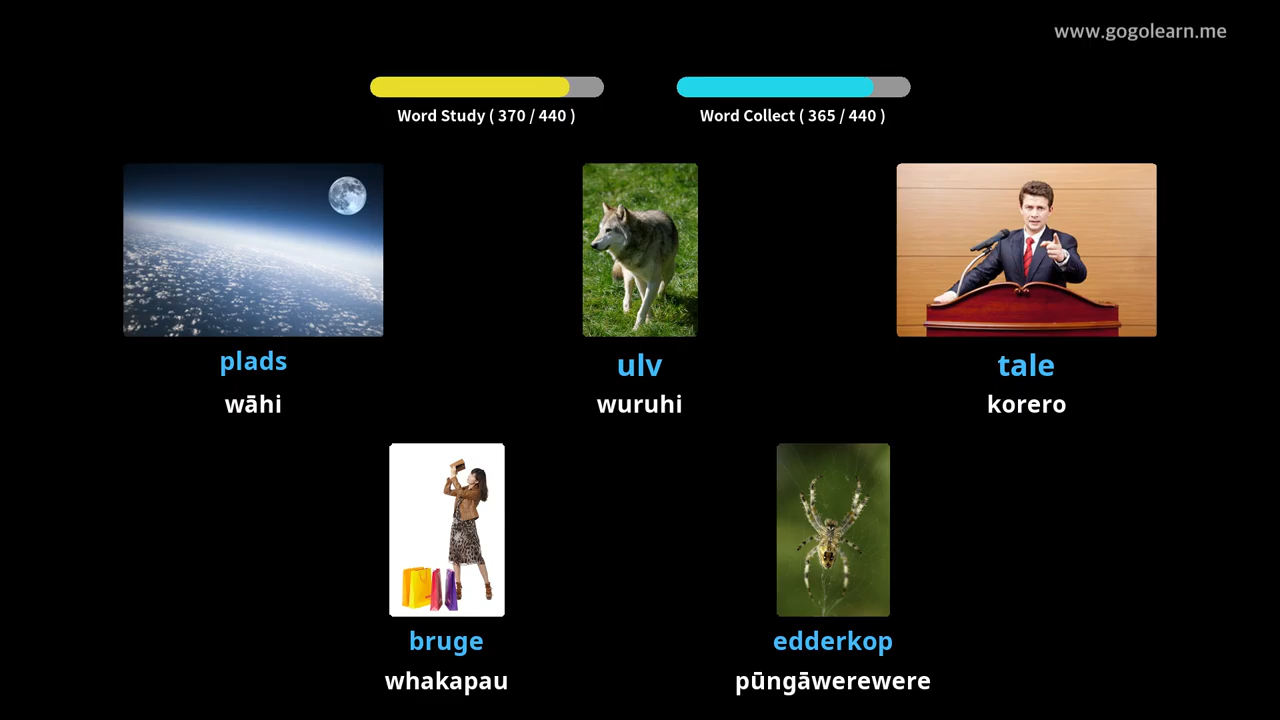 www.gogolearn.me
Word Study ( 370 / 440 )
Word Collect ( 365 / 440 )
plads
wāhi
ulv
wuruhi
tale
korero
bruge
whakapau
edderkop
pūngāwerewere